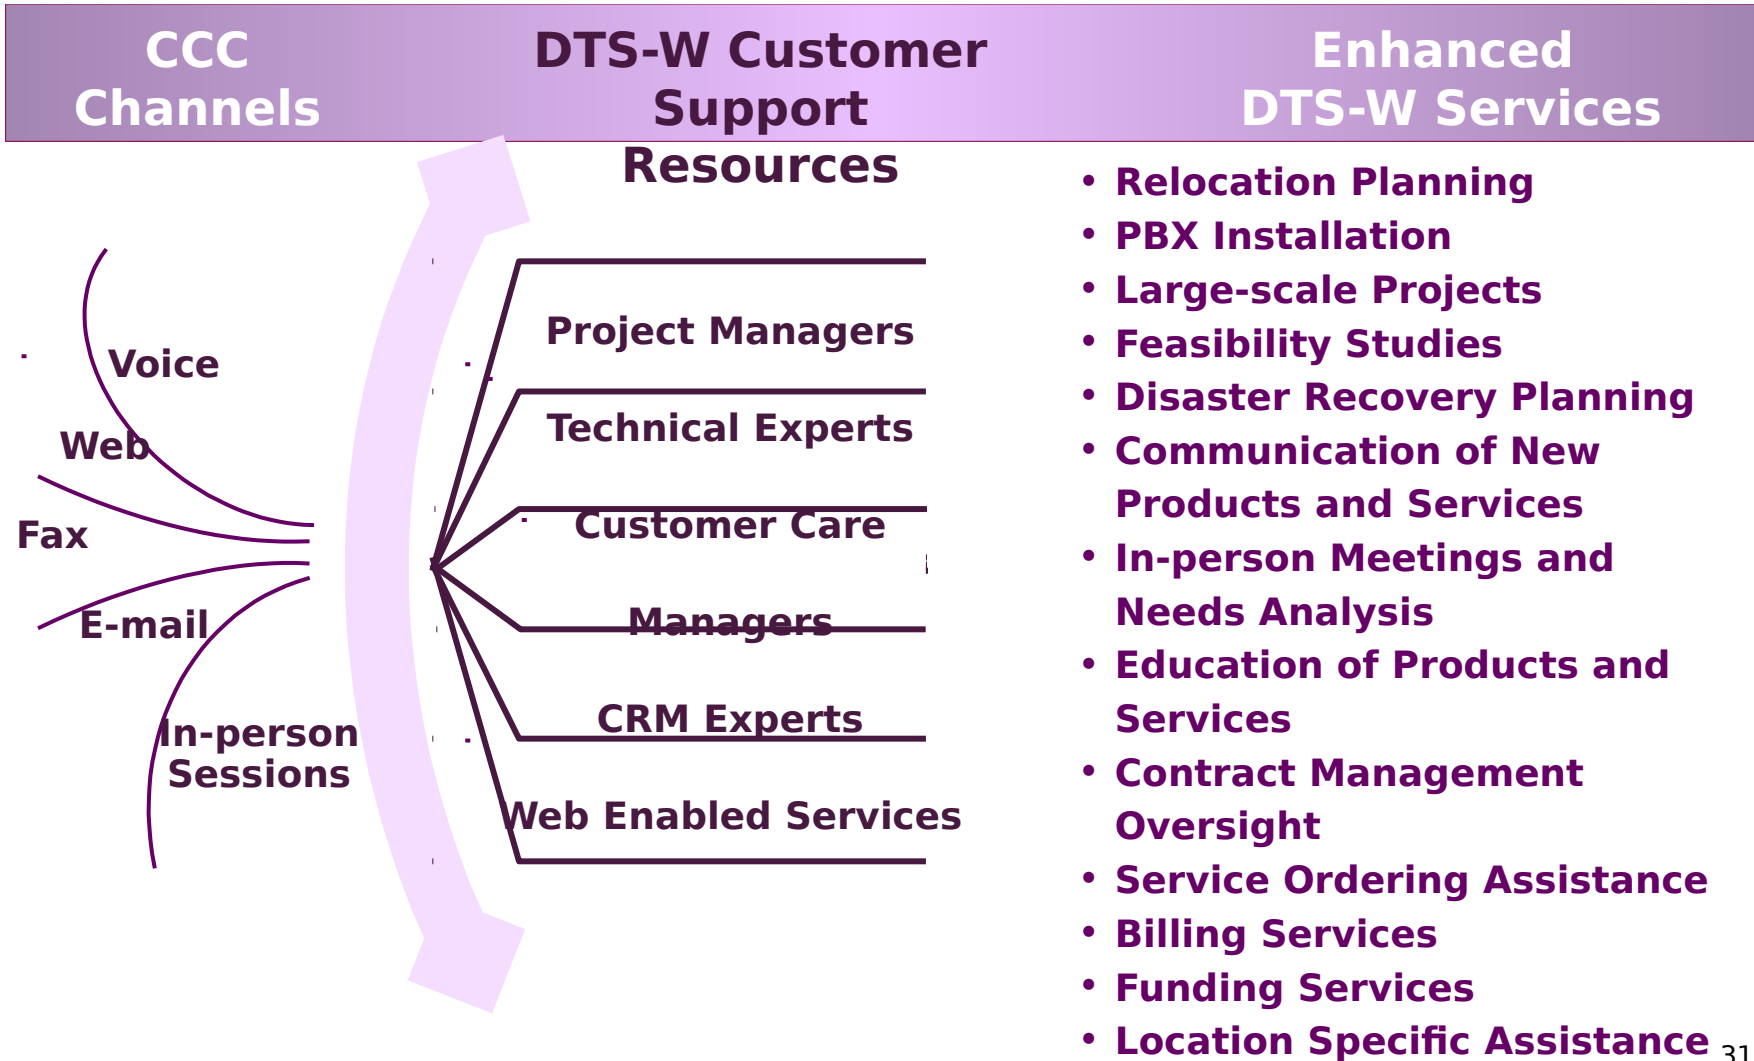 CCC
Channels
DTS-W Customer
Support
Resources
Enhanced
DTS-W Services
Voice
Web
Fax
E-mail
In-person
Sessions
Project Managers
Technical Experts
Customer Care
Managers
CRM Experts
Web Enabled Services
• Relocation Planning
• PBX Installation
• Large-scale Projects
• Feasibility Studies
• Disaster Recovery Planning
• Communication of New
Products and Services
• In-person Meetings and
Needs Analysis
• Education of Products and
Services
• Contract Management
Oversight
• Service Ordering Assistance
• Billing Services
• Funding Services
• Location Specific Assistance
31